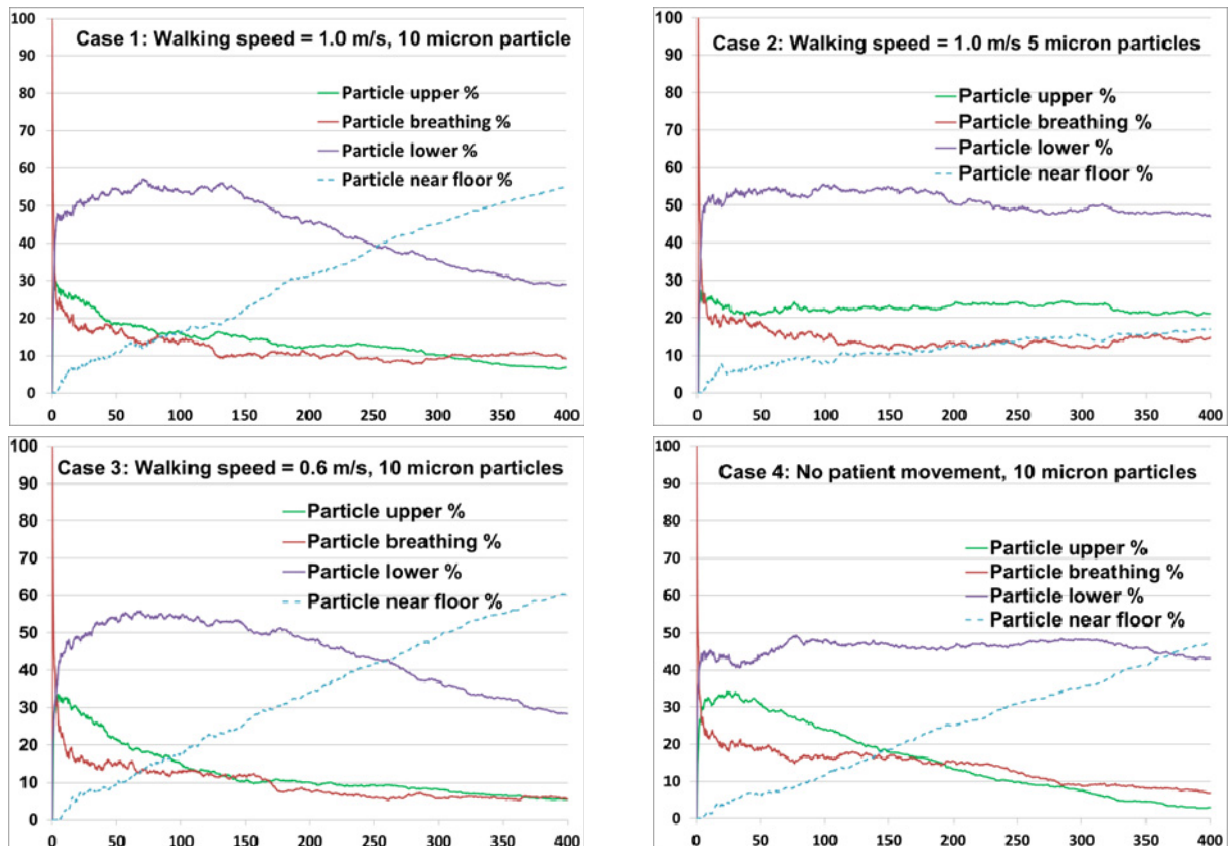 Case 1: Walking speed = 1.0 m/s, 10 micron particle
100
90
80
70
60
50
40
30
20
10
0
Particle upper %
Particle breathing %
Particle lower %
Particle near floor %
0 50 100 150 200 250 300 350 400
Case 2: Walking speed = 1.0 m/s 5 micron particles
100
90
80
70
60
50
40
30
20
10
0
Particle upper %
Particle breathing %
Particle lower %
Particle near floor %
0 50 100 150 200 250 300 350 400
Case 3: Walking speed = 0.6 m/s, 10 micron particles
100
90
80
70
60
50
40
30
20
10
0
Particle upper %
Particle breathing %
Particle lower %
Particle near floor %
0 50 100 150 200 250 300 350 400
Case 4: No patient movement, 10 micron particles
100
90
80
70
60
50
40
30
20
10
0
Particle upper %
Particle breathing %
Particle lower %
Particle near floor %
0 50 100 150 200 250 300 350 400